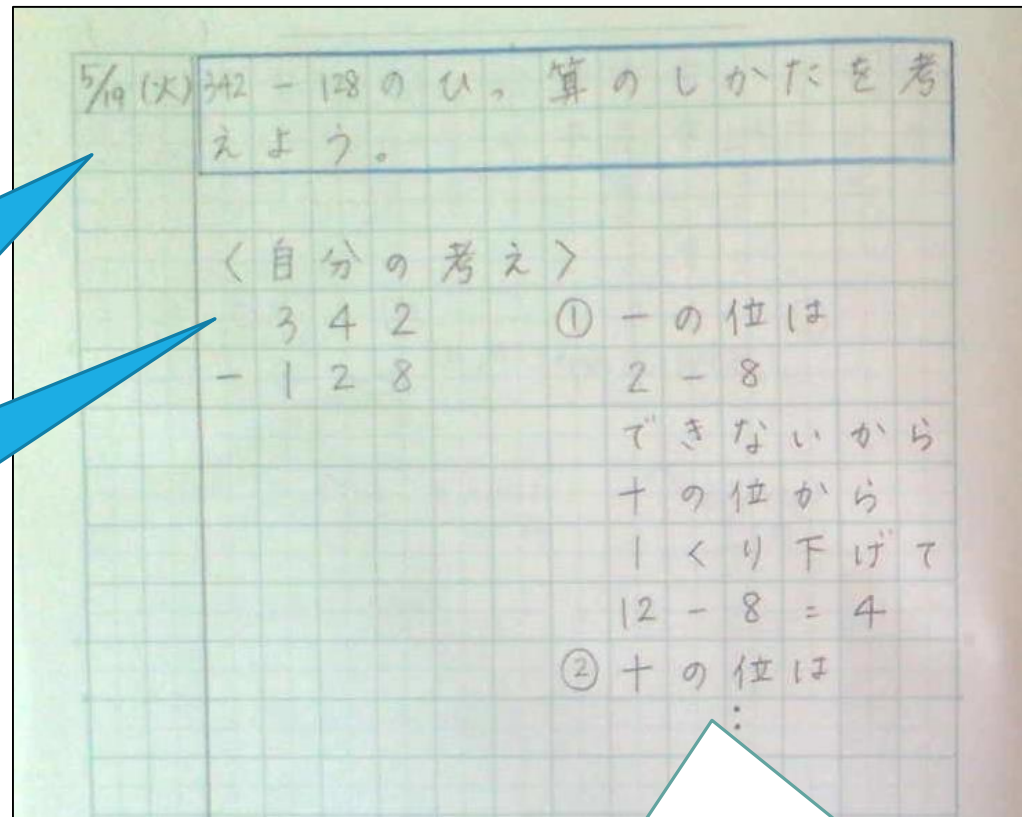 5/19(火)
342-128のひっ算のしかたを考
えよう。
〈自分の考え〉
342
-128
①一の位は
2-8
できないから
十の位から
1くり下げて
12-8=4
②十の位は
⋮